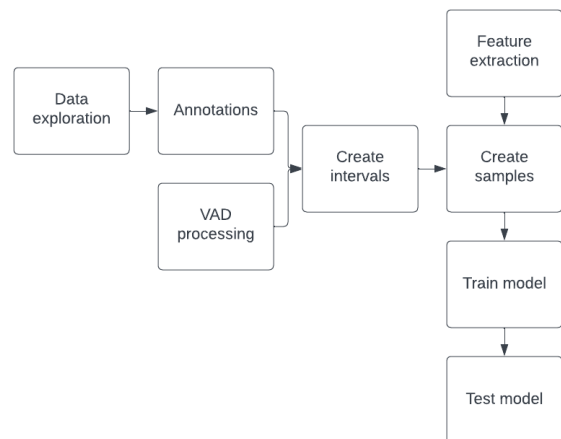 Feature
extraction
Data
exploration
Annotations
Create
intervals
Create
samples
VAD
processing
Train model
Test model